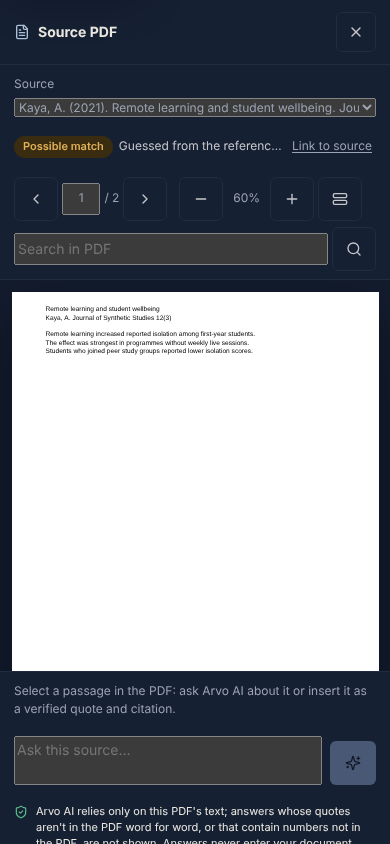 Source PDF
Source
Kaya, A. (2021). Remote learning and student wellbeing. Jou
Possible match Guessed from the referenc... Link to source
1 / 2 60%
Search in PDF
Remote learning and student wellbeing
Kaya, A. Journal of Synthetic Studies 12(3)
Remote learning increased reported isolation among first-year students.
The effect was strongest in programmes without weekly live sessions.
Students who joined peer study groups reported lower isolation scores.
Select a passage in the PDF: ask Arvo AI about it or insert it as
a verified quote and citation.
Ask this source...
Arvo AI relies only on this PDF's text; answers whose quotes
aren't in the PDF word for word, or that contain numbers not in
the PDF, are not shown. Answers never enter your document